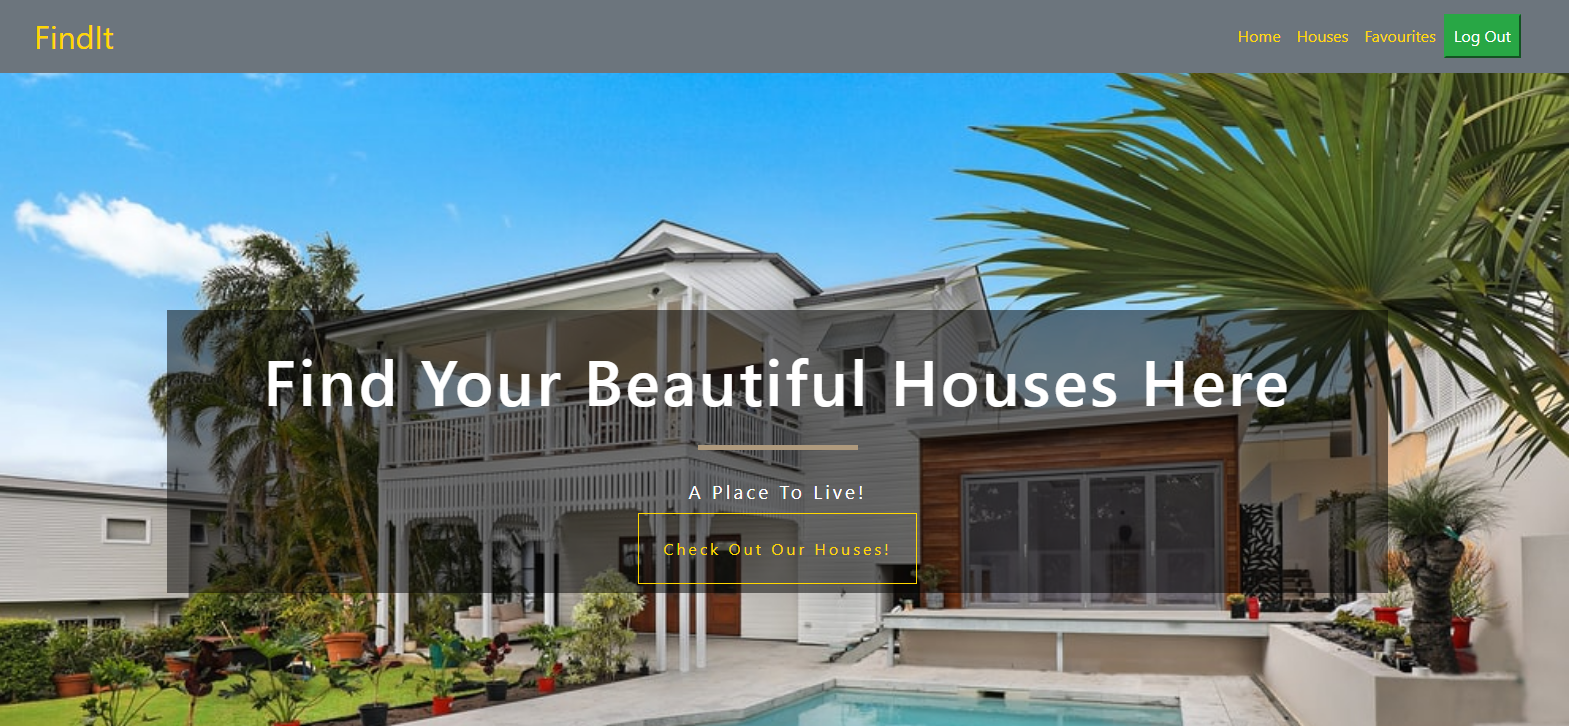 FindIt
Home Houses Favourites Log Out
Find Your Beautiful Houses Here
A Place To Live!
Check Out Our Houses!